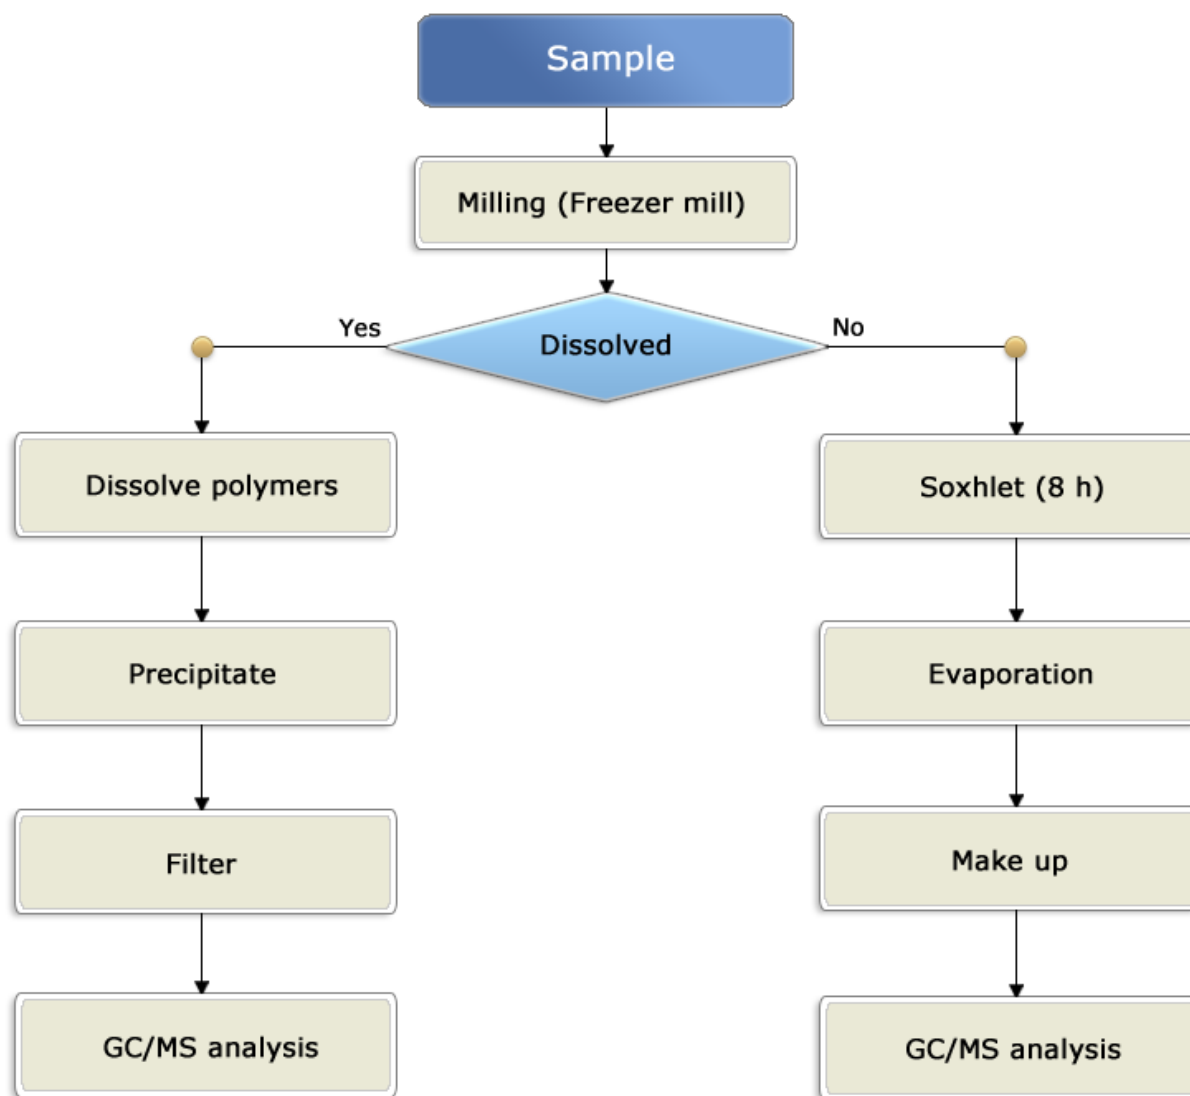 Sample
Milling (Freezer mill)
Yes
Dissolved
No
Dissolve polymers
Soxhlet (8 h)
Precipitate
Evaporation
Filter
Make up
GC/MS analysis
GC/MS analysis